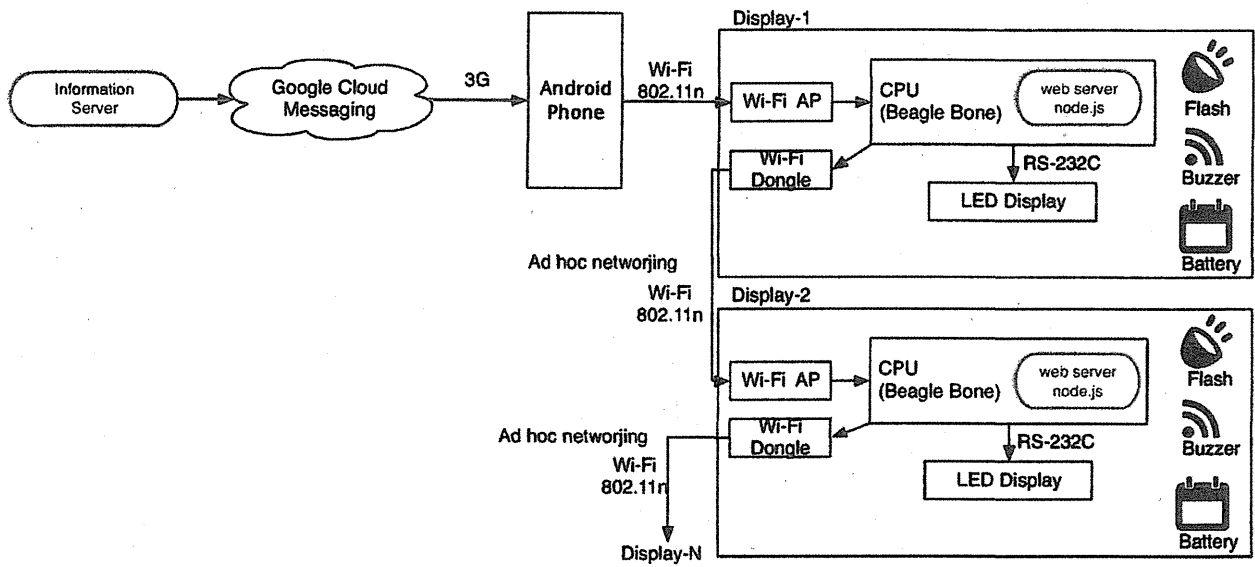 Information
Server
Google Cloud
Messaging
3G
Android
Phone
Wi-Fi
802.11n
Display-1
Wi-Fi AP
CPU
(Beagle Bone)
web server
node.js
Wi-Fi
Dongle
RS-232C
LED Display
Flash
Buzzer
Battery
Ad hoc networjing
Wi-Fi
802.11n
Display-2
Wi-Fi AP
CPU
(Beagle Bone)
web server
node.js
Wi-Fi
Dongle
RS-232C
LED Display
Flash
Buzzer
Battery
Ad hoc networjing
Wi-Fi
802.11n
Display-N